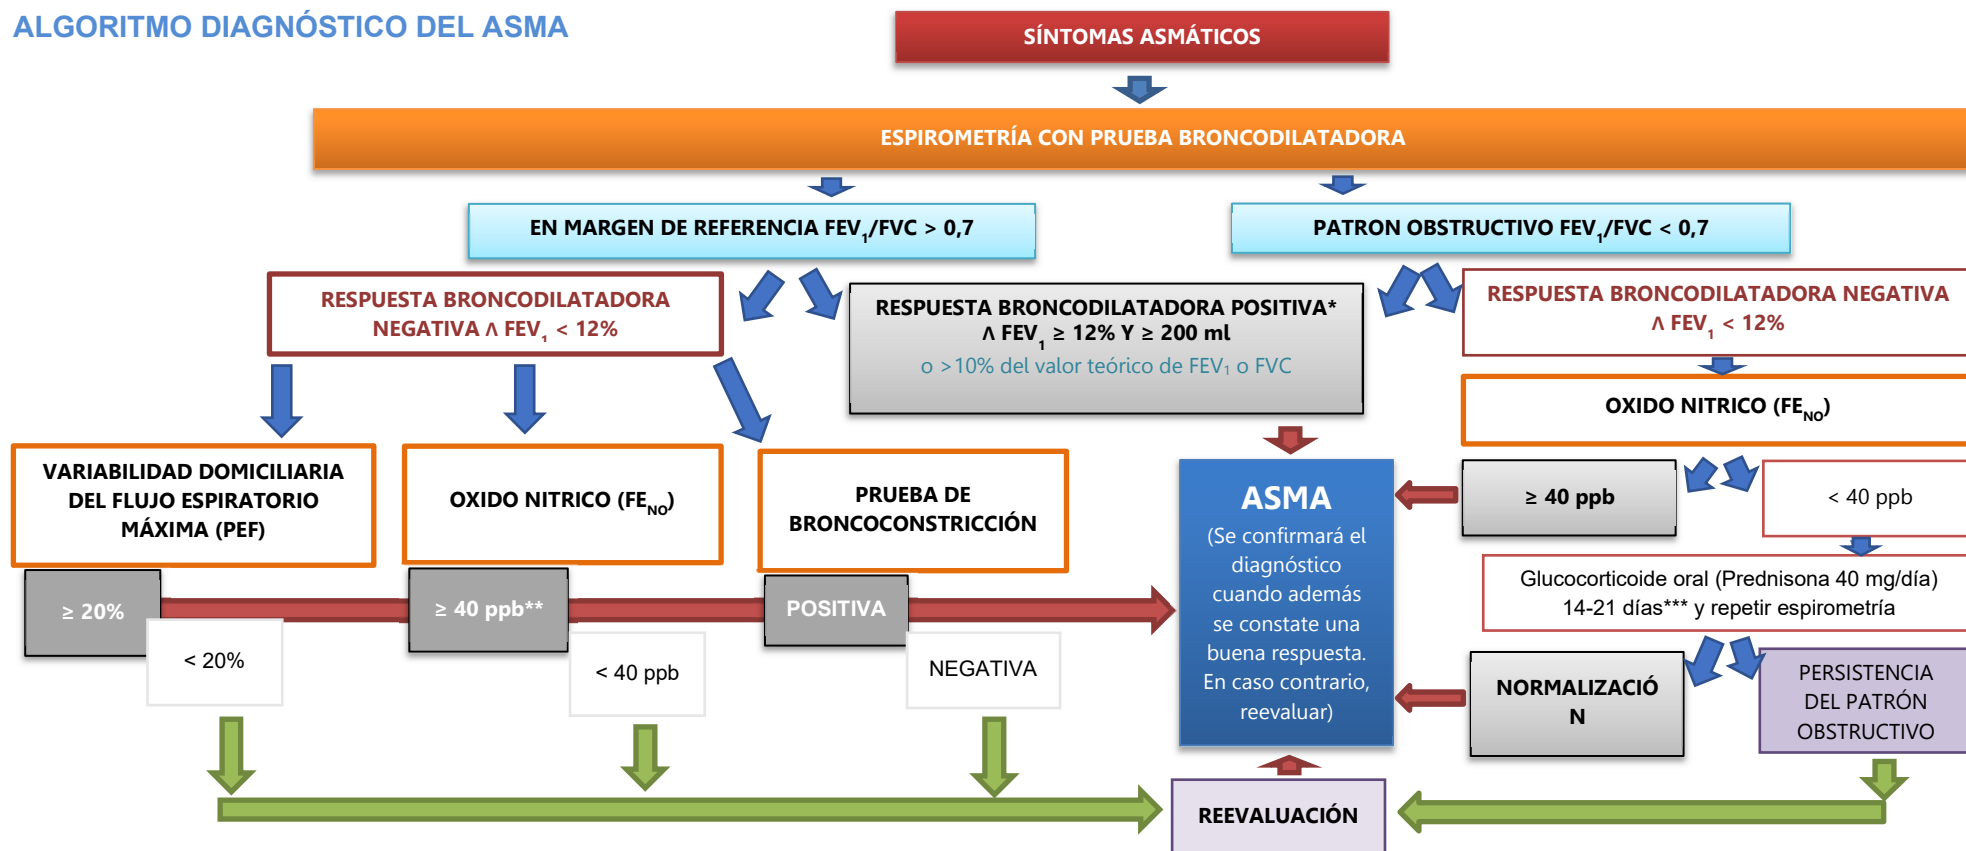 ALGORITMO DIAGNÓSTICO DEL ASMA
SÍNTOMAS ASMÁTICOS
ESPIROMETRÍA CON PRUEBA BRONCODILATADORA
EN MARGEN DE REFERENCIA FEV₁/FVC > 0,7
PATRON OBSTRUCTIVO FEV₁/FVC < 0,7
RESPUESTA BRONCODILATADORA
NEGATIVA Λ FEV₁ < 12%
RESPUESTA BRONCODILATADORA POSITIVA*
Λ FEV₁ ≥ 12% Y ≥ 200 ml
o >10% del valor teórico de FEV₁ o FVC
RESPUESTA BRONCODILATADORA NEGATIVA
Λ FEV₁ < 12%
OXIDO NITRICO (FE_NO)
VARIABILIDAD DOMICILIARIA
DEL FLUJO ESPIRATORIO
MÁXIMA (PEF)
OXIDO NITRICO (FE_NO)
PRUEBA DE
BRONCOCONSTRICCIÓN
≥ 20%
< 20%
≥ 40 ppb**
< 40 ppb
POSITIVA
NEGATIVA
ASMA
(Se confirmará el
diagnóstico
cuando además
se constate una
buena respuesta.
En caso contrario,
reevaluar)
≥ 40 ppb
< 40 ppb
Glucocorticoide oral (Prednisona 40 mg/día)
14-21 días*** y repetir espirometría
NORMALIZACIÓ
N
PERSISTENCIA
DEL PATRÓN
OBSTRUCTIVO
REEVALUACIÓN